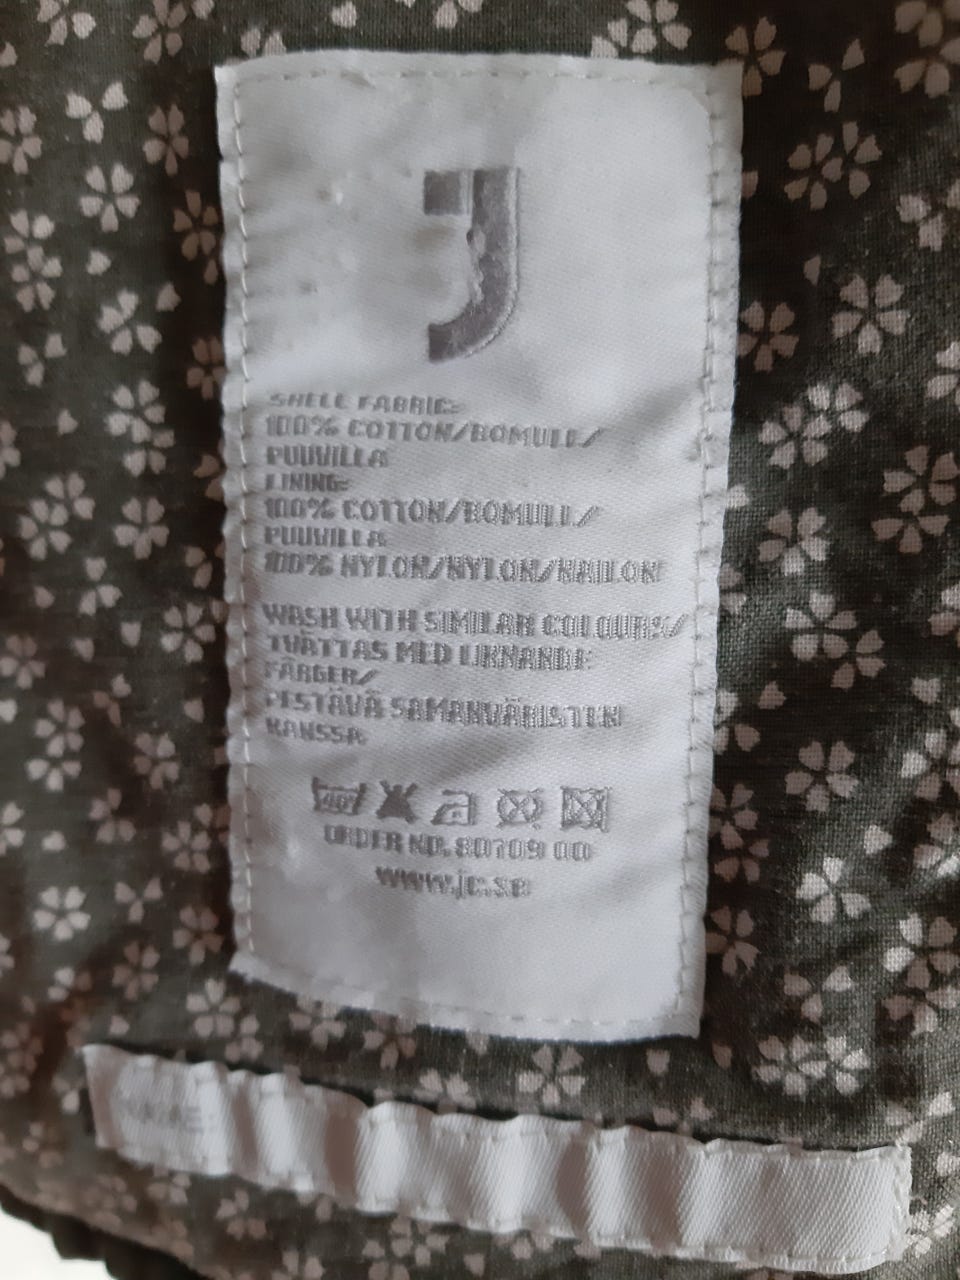 J
SHELL FABRIC:
100% COTTON/BOMULL/
PUUVILLA
LINING:
100% COTTON/BOMULL/
PUUVILLA
100% NYLON/NYLON/NAILON
WASH WITH SIMILAR COLOURS/
TVÄTTAS MED LIKNANDE
FÄRGER/
PESTÄVÄ SAMANVÄRISTEN
KANSSA
40°
ORDER NO. 80709 00
www.jc.se
NAME: